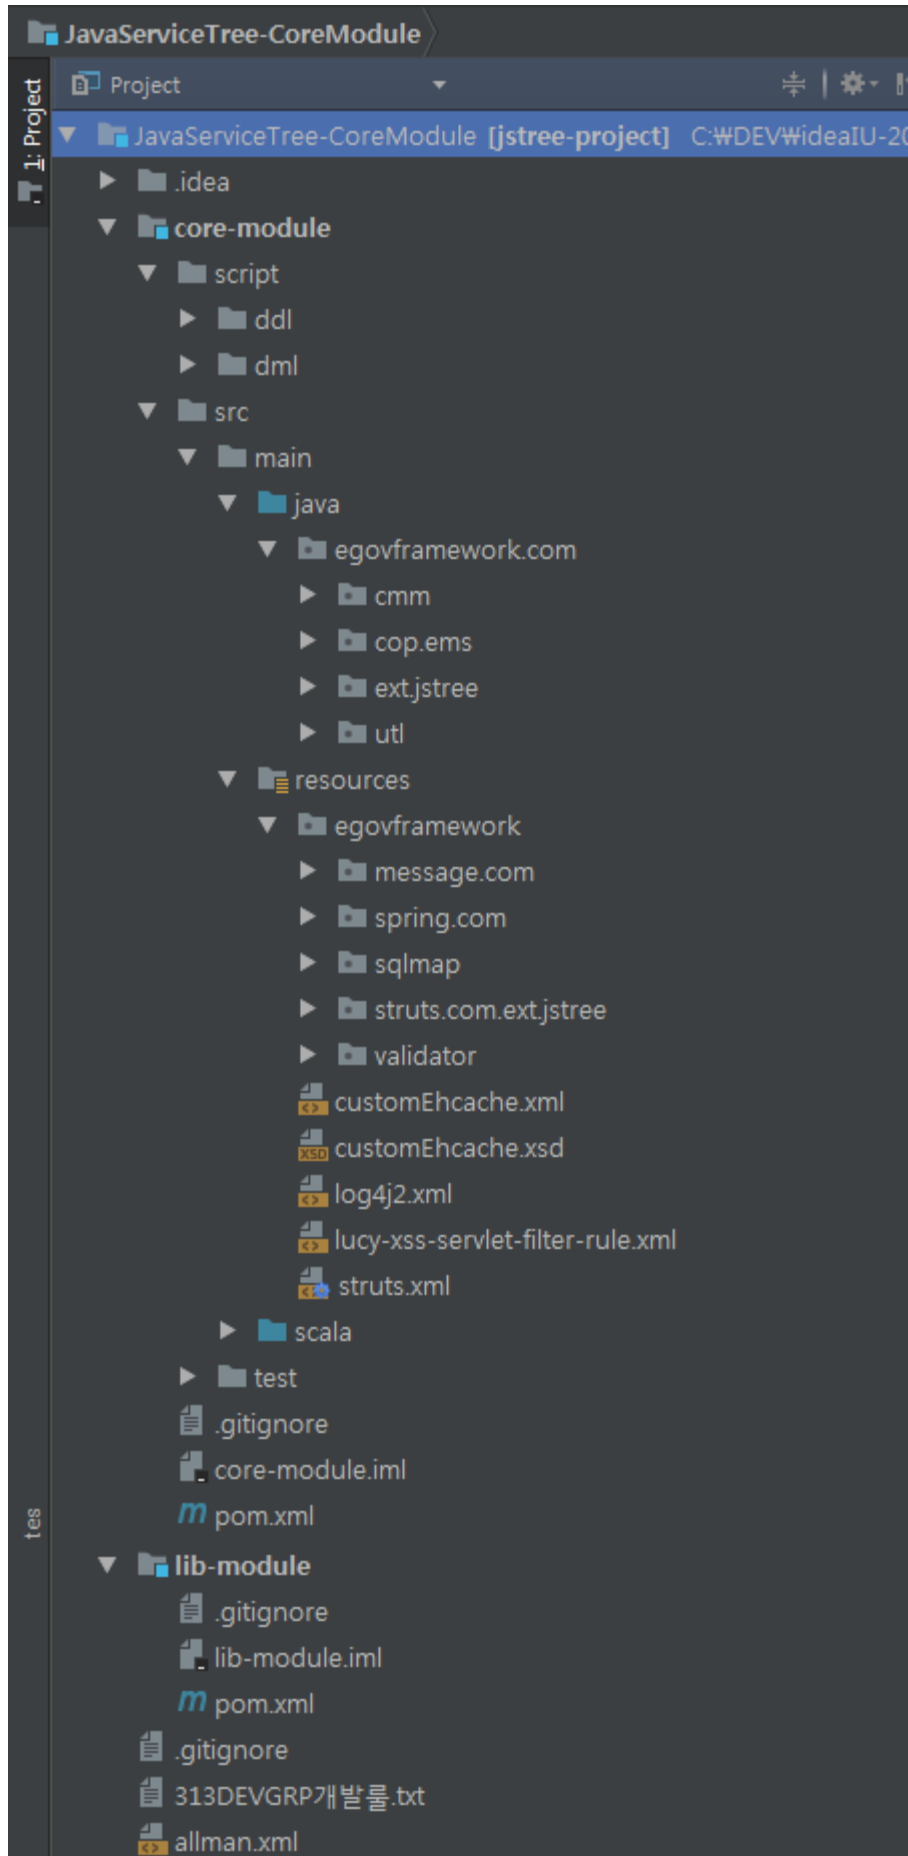 JavaServiceTree-CoreModule
Project
1: Project
JavaServiceTree-CoreModule [jstree-project] C:₩DEV₩ideaIU-20
.idea
core-module
script
ddl
dml
src
main
java
egovframework.com
cmm
cop.ems
ext.jstree
utl
resources
egovframework
message.com
spring.com
sqlmap
struts.com.ext.jstree
validator
customEhcache.xml
customEhcache.xsd
log4j2.xml
lucy-xss-servlet-filter-rule.xml
struts.xml
scala
test
.gitignore
core-module.iml
pom.xml
tes
lib-module
.gitignore
lib-module.iml
pom.xml
.gitignore
313DEVGRP개발룰.txt
allman.xml